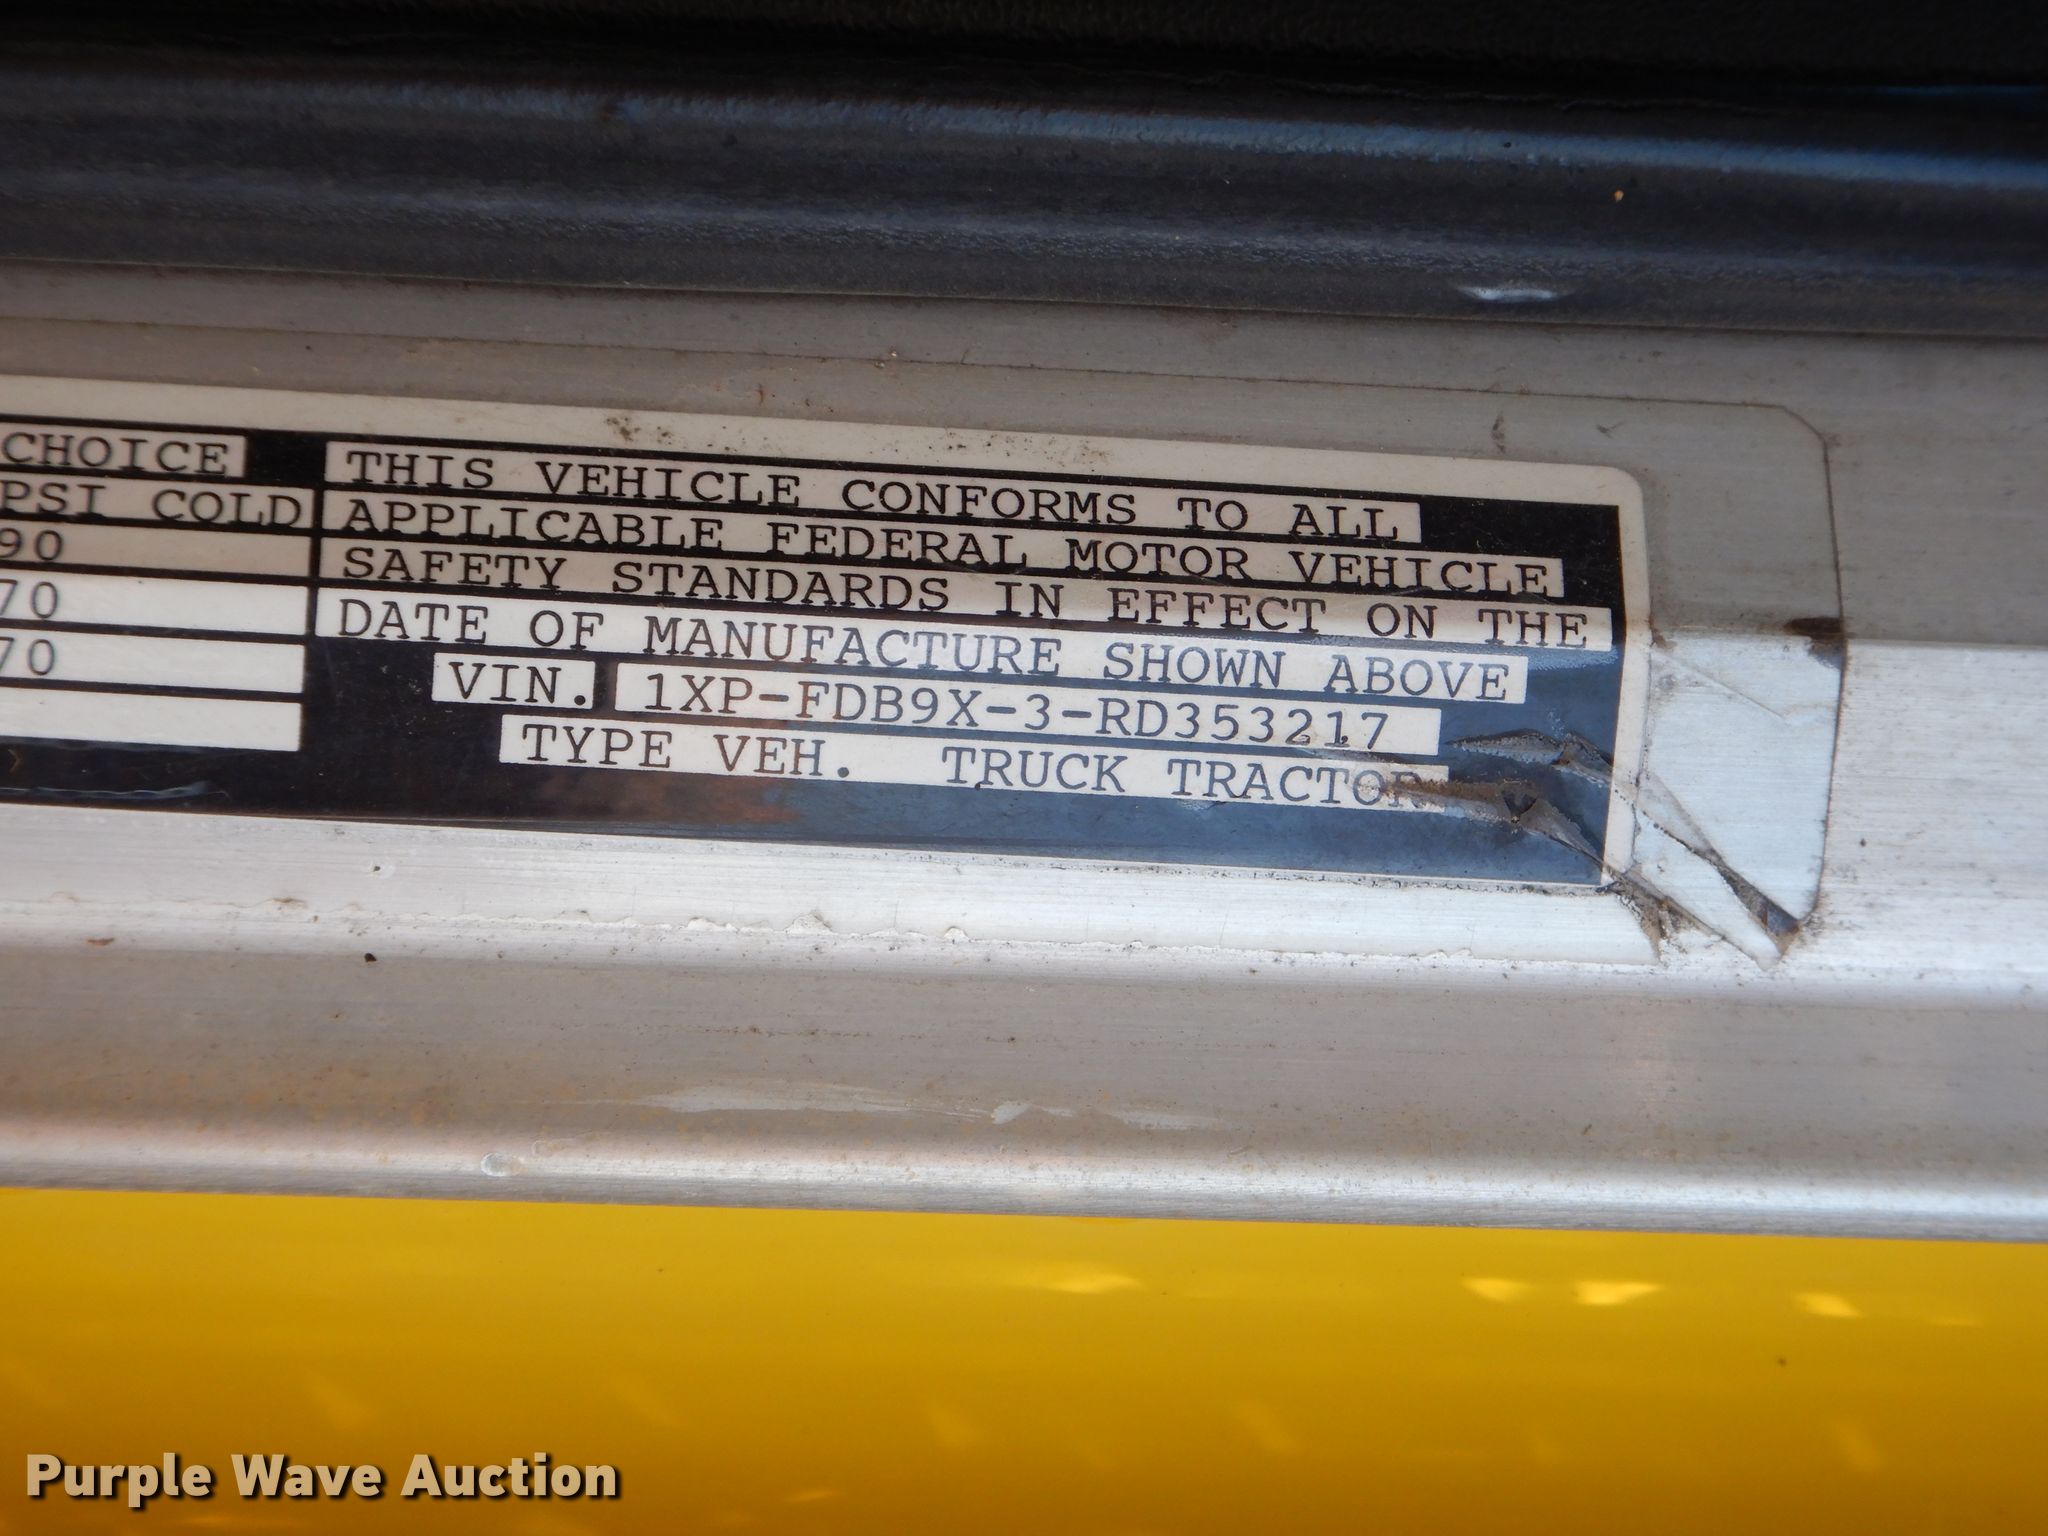 CHOICE
PSI COLD
90
70
70
THIS VEHICLE CONFORMS TO ALL
APPLICABLE FEDERAL MOTOR VEHICLE
SAFETY STANDARDS IN EFFECT ON THE
DATE OF MANUFACTURE SHOWN ABOVE
VIN. 1XP-FDB9X-3-RD353217
TYPE VEH. TRUCK TRACTOR
Purple Wave Auction